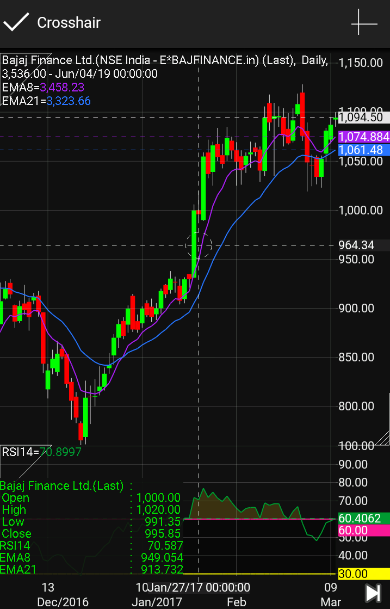 Crosshair
Bajaj Finance Ltd.(NSE India - E*BAJFINANCE.in) (Last), Daily,
3,536.00 - Jun/04/19 00:00:00
EMA8=3,458.23
EMA21=3,323.66
1,150.00
1,100.00
1,094.50
1,074.884
1,061.48
1,050.00
1,000.00
964.34
950.00
900.00
850.00
800.00
RSI14=70.8997
100.00
90.00
80.00
70.00
60.4062
60.00
50.00
40.00
30.00
Bajaj Finance Ltd.(Last) :
Open : 1,000.00
High : 1,020.00
Low : 991.35
Close : 995.85
RSI14 : 70.587
EMA8 : 949.054
EMA21 : 913.732
13 10 Jan/27/17 00:00:00 09
Dec/2016 Jan/2017 Feb Mar